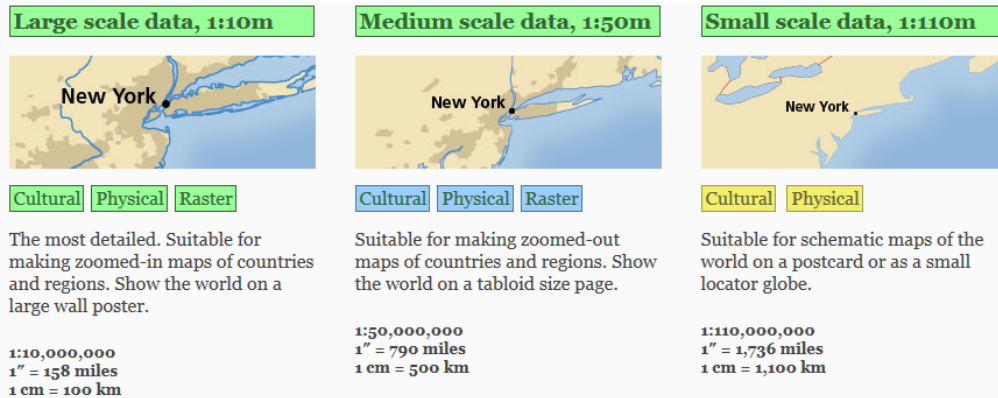 Large scale data, 1:10m
New York
Cultural Physical Raster
The most detailed. Suitable for
making zoomed-in maps of countries
and regions. Show the world on a
large wall poster.
1:10,000,000
1″ = 158 miles
1 cm = 100 km
Medium scale data, 1:50m
New York
Cultural Physical Raster
Suitable for making zoomed-out
maps of countries and regions. Show
the world on a tabloid size page.
1:50,000,000
1″ = 790 miles
1 cm = 500 km
Small scale data, 1:110m
New York
Cultural Physical
Suitable for schematic maps of the
world on a postcard or as a small
locator globe.
1:110,000,000
1″ = 1,736 miles
1 cm = 1,100 km